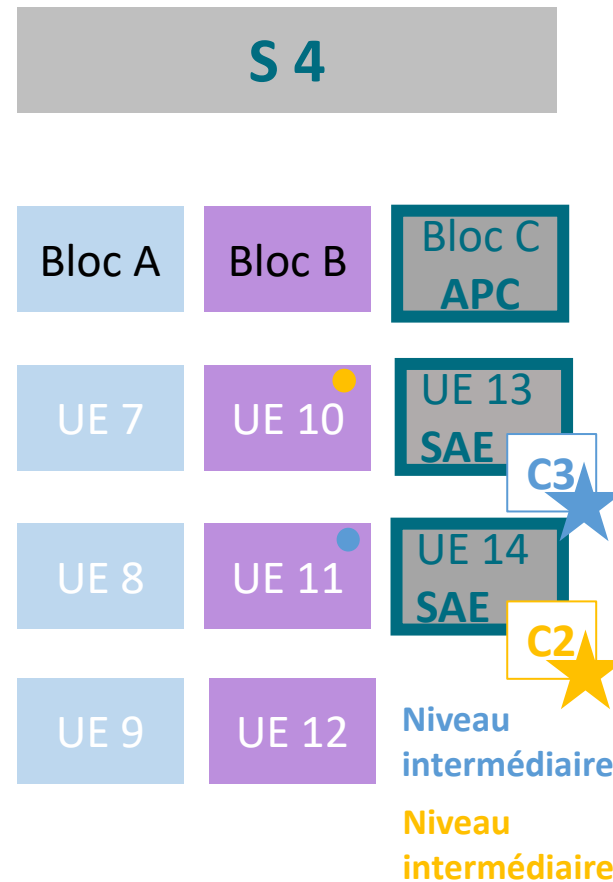 S 4
Bloc A
Bloc B
Bloc C
APC
UE 7
UE 10
UE 13
SAE
C3
UE 8
UE 11
UE 14
SAE
C2
UE 9
UE 12
Niveau
intermédiaire
Niveau
intermédiaire